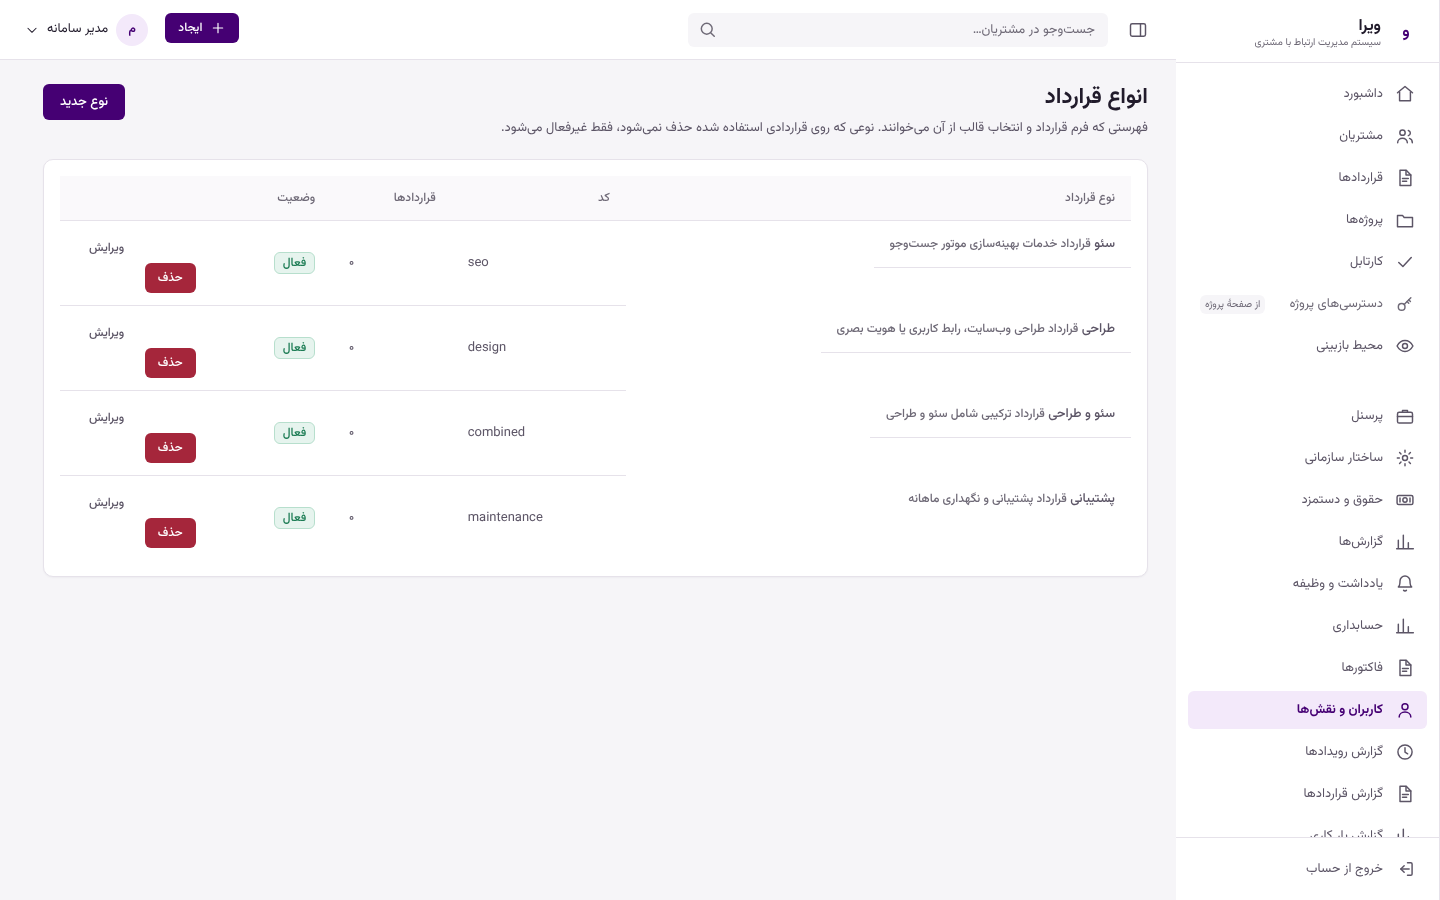 و
ویرا
سیستم مدیریت ارتباط با مشتری
جست‌وجو در مشتریان...
ایجاد
م
مدیر سامانه
داشبورد
مشتریان
قراردادها
پروژه‌ها
کارتابل
دسترسی‌های پروژه
از صفحهٔ پروژه
محیط بازبینی
پرسنل
ساختار سازمانی
حقوق و دستمزد
گزارش‌ها
یادداشت و وظیفه
حسابداری
فاکتورها
کاربران و نقش‌ها
گزارش رویدادها
گزارش قراردادها
گزارش بار کاری
خروج از حساب
انواع قرارداد
نوع جدید
فهرستی که فرم قرارداد و انتخاب قالب از آن می‌خوانند. نوعی که روی قراردادی استفاده شده حذف نمی‌شود، فقط غیرفعال می‌شود.
نوع قرارداد کد قراردادها وضعیت
سئو قرارداد خدمات بهینه‌سازی موتور جست‌وجو seo ۰ فعال ویرایش حذف
طراحی قرارداد طراحی وب‌سایت، رابط کاربری یا هویت بصری design ۰ فعال ویرایش حذف
سئو و طراحی قرارداد ترکیبی شامل سئو و طراحی combined ۰ فعال ویرایش حذف
پشتیبانی قرارداد پشتیبانی و نگهداری ماهانه maintenance ۰ فعال ویرایش حذف